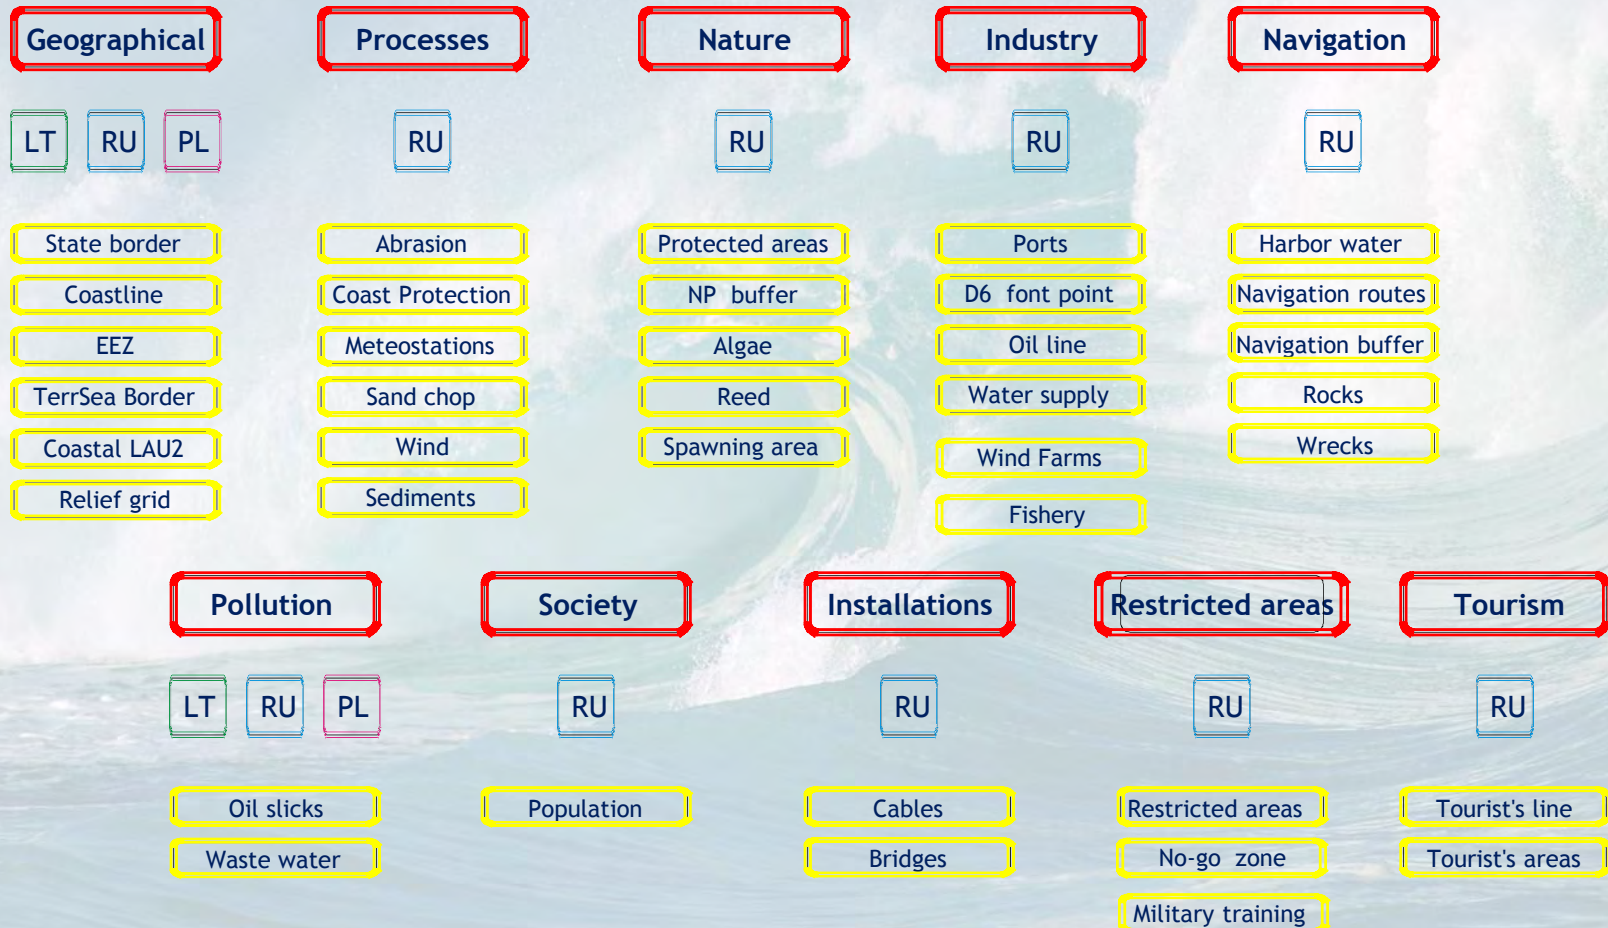 Geographical
Processes
Nature
Industry
Navigation
LT RU PL
RU
RU
RU
RU
State border
Abrasion
Protected areas
Ports
Harbor water
Coastline
Coast Protection
NP buffer
D6 font point
Navigation routes
EEZ
Meteostations
Algae
Oil line
Navigation buffer
TerrSea Border
Sand chop
Reed
Water supply
Rocks
Coastal LAU2
Wind
Spawning area
Wind Farms
Wrecks
Relief grid
Sediments
Fishery
Pollution
Society
Installations
Restricted areas
Tourism
LT RU PL
RU
RU
RU
RU
Oil slicks
Population
Cables
Restricted areas
Tourist's line
Waste water
Bridges
No-go zone
Tourist's areas
Military training